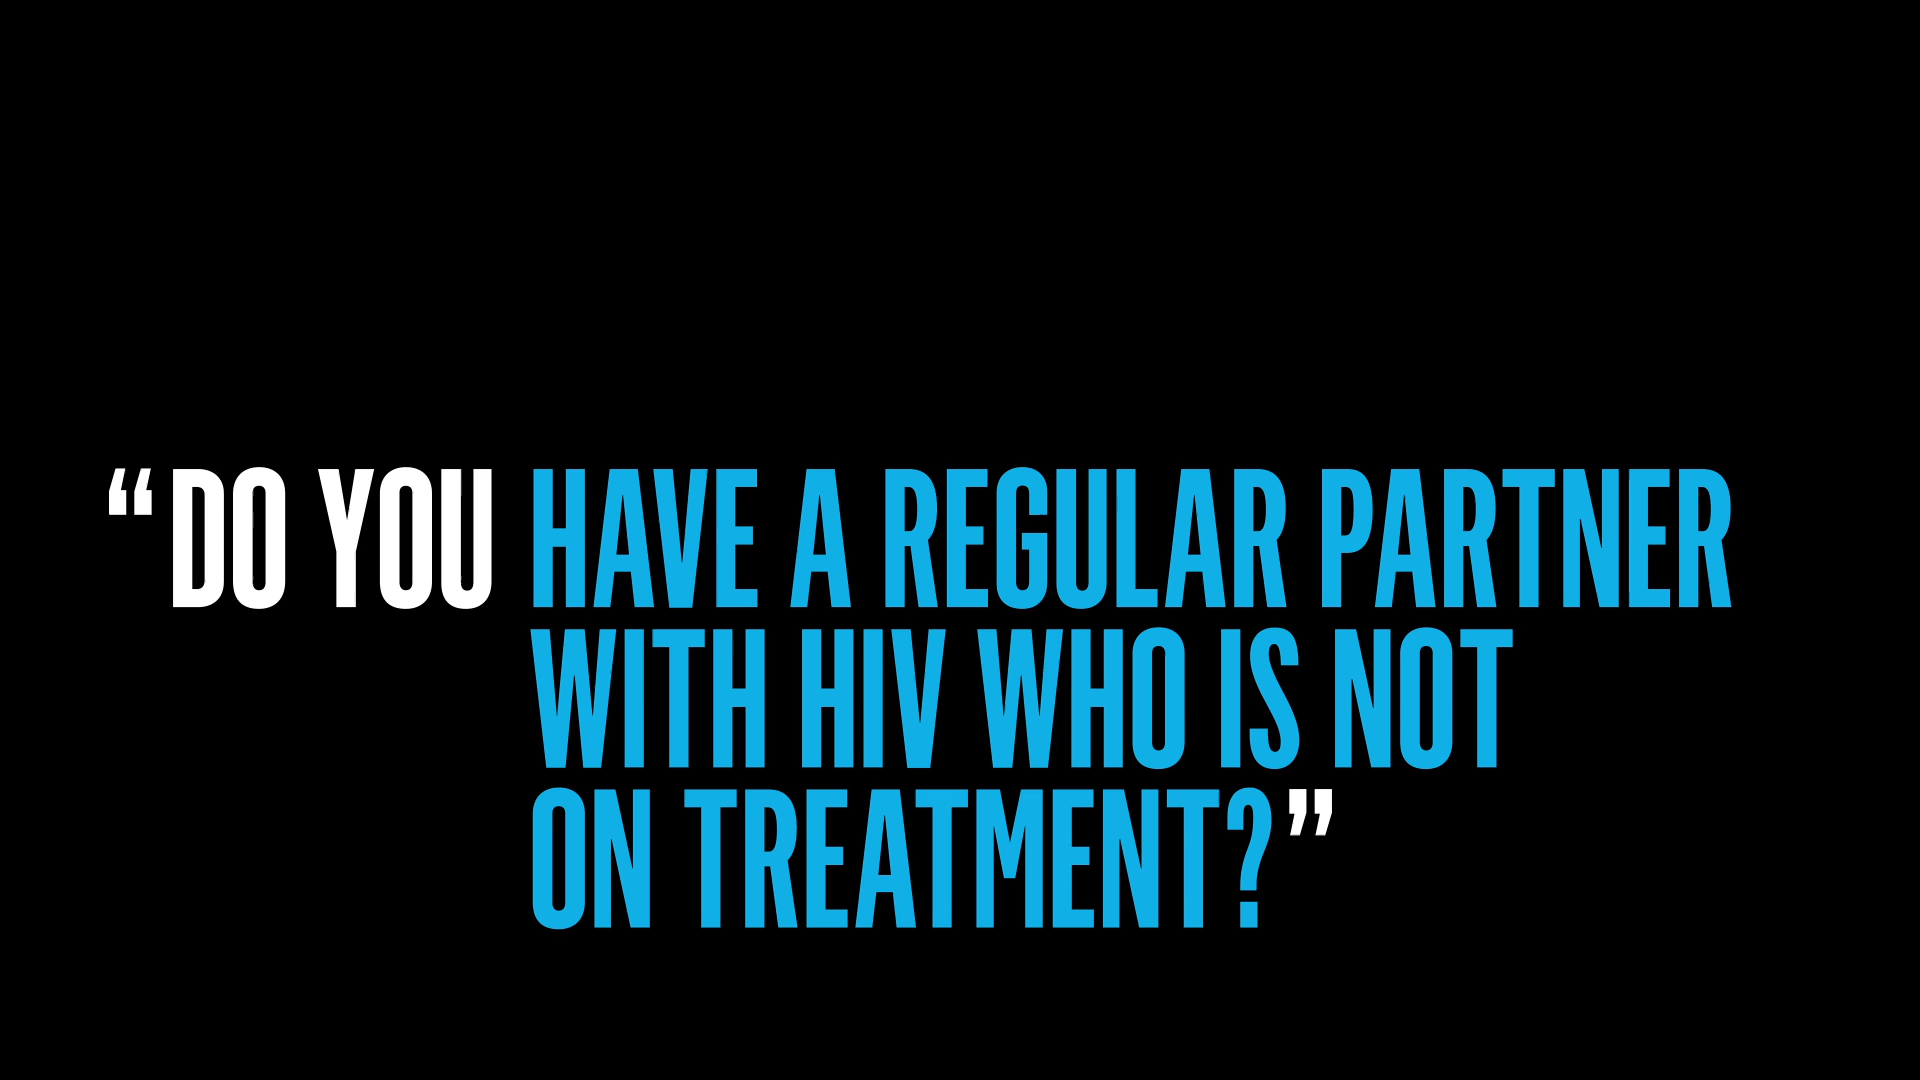 “DO YOU HAVE A REGULAR PARTNER
WITH HIV WHO IS NOT
ON TREATMENT?”